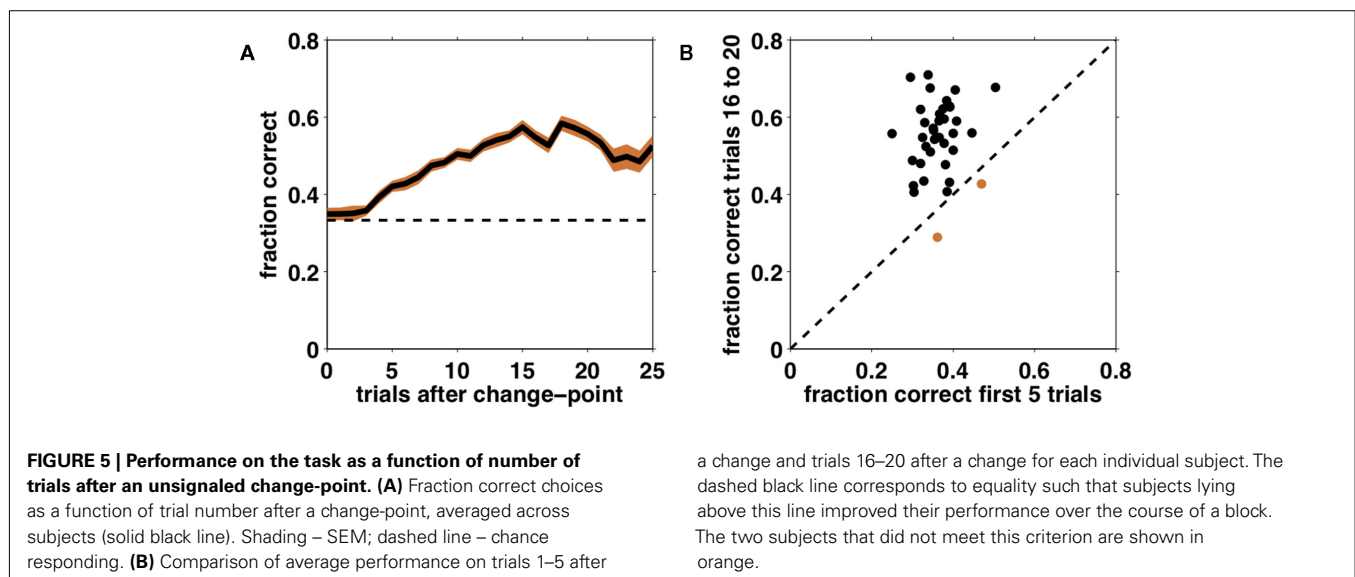 A
0.8
0.6
0.4
0.2
0
fraction correct
0 5 10 15 20 25
trials after change–point
B
0.8
0.6
0.4
0.2
0
fraction correct trials 16 to 20
0 0.2 0.4 0.6 0.8
fraction correct first 5 trials
FIGURE 5 | Performance on the task as a function of number of
trials after an unsignaled change-point. (A) Fraction correct choices
as a function of trial number after a change-point, averaged across
subjects (solid black line). Shading – SEM; dashed line – chance
responding. (B) Comparison of average performance on trials 1–5 after
a change and trials 16–20 after a change for each individual subject. The
dashed black line corresponds to equality such that subjects lying
above this line improved their performance over the course of a block.
The two subjects that did not meet this criterion are shown in
orange.